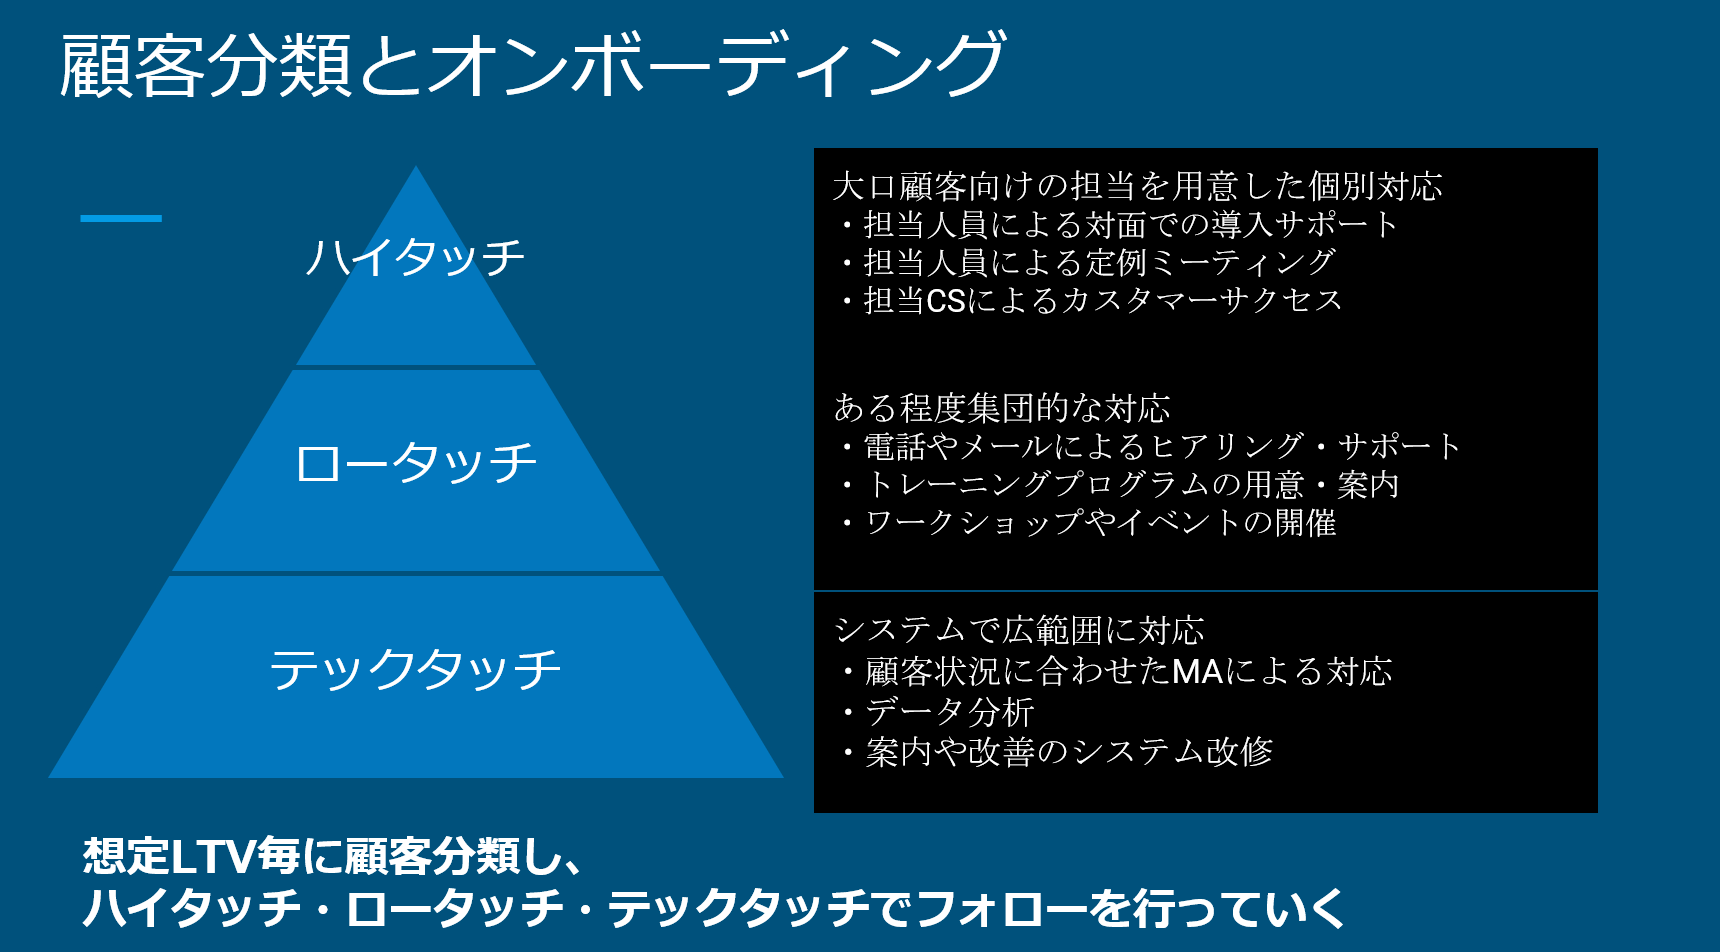 顧客分類とオンボーディング
ハイタッチ
大口顧客向けの担当を用意した個別対応
・担当人員による対面での導入サポート
・担当人員による定例ミーティング
・担当CSによるカスタマーサクセス
ロータッチ
ある程度集団的な対応
・電話やメールによるヒアリング・サポート
・トレーニングプログラムの用意・案内
・ワークショップやイベントの開催
テックタッチ
システムで広範囲に対応
・顧客状況に合わせたMAによる対応
・データ分析
・案内や改善のシステム改修
想定LTV毎に顧客分類し、
ハイタッチ・ロータッチ・テックタッチでフォローを行っていく